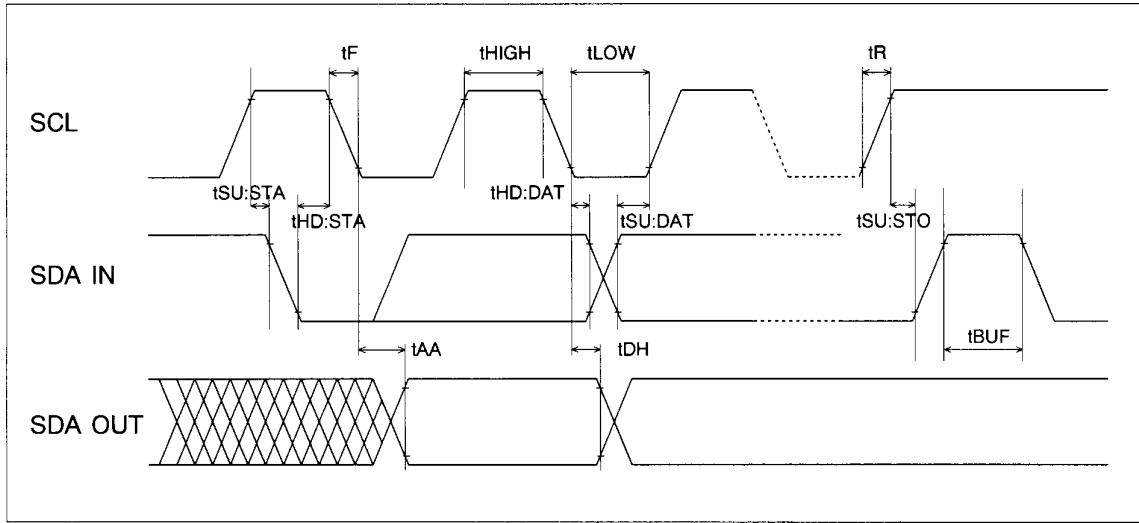 tF tHIGH tLOW tR
SCL
tSU:STA tHD:STA tHD:DAT tSU:DAT tSU:STO
SDA IN
tAA tDH tBUF
SDA OUT